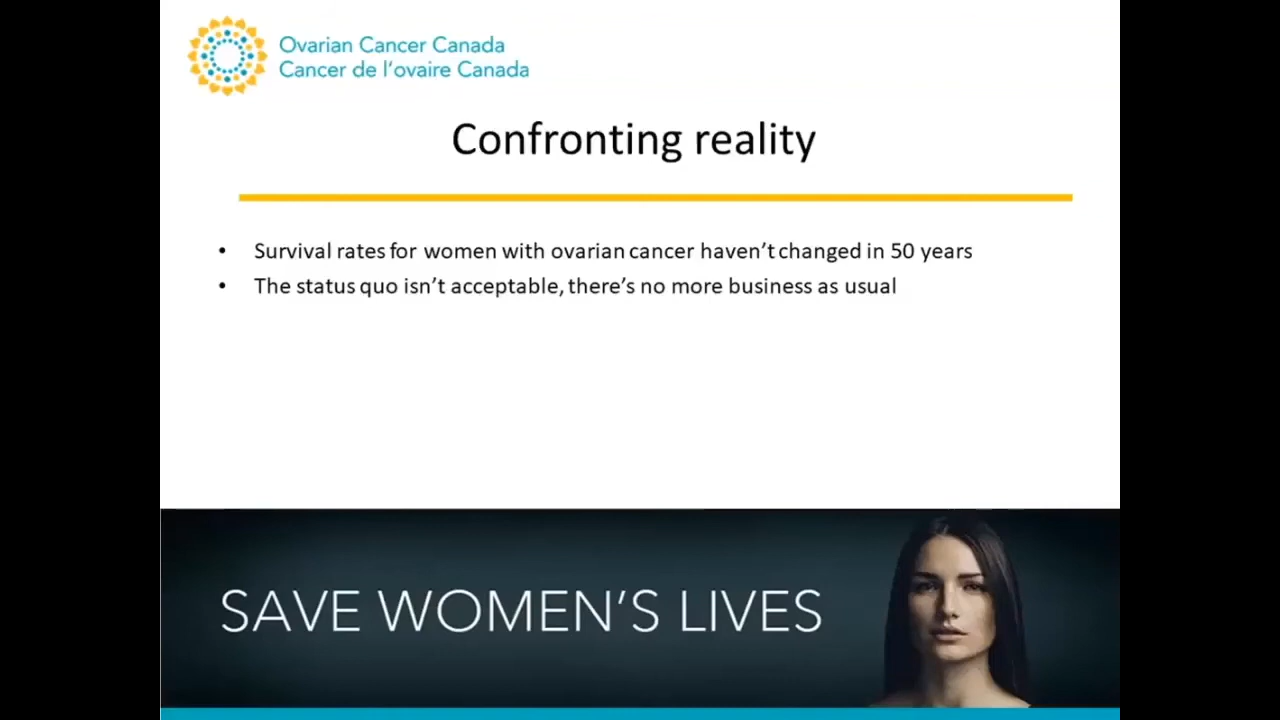 Ovarian Cancer Canada
Cancer de l'ovaire Canada
Confronting reality
• Survival rates for women with ovarian cancer haven't changed in 50 years
• The status quo isn't acceptable, there's no more business as usual
SAVE WOMEN'S LIVES